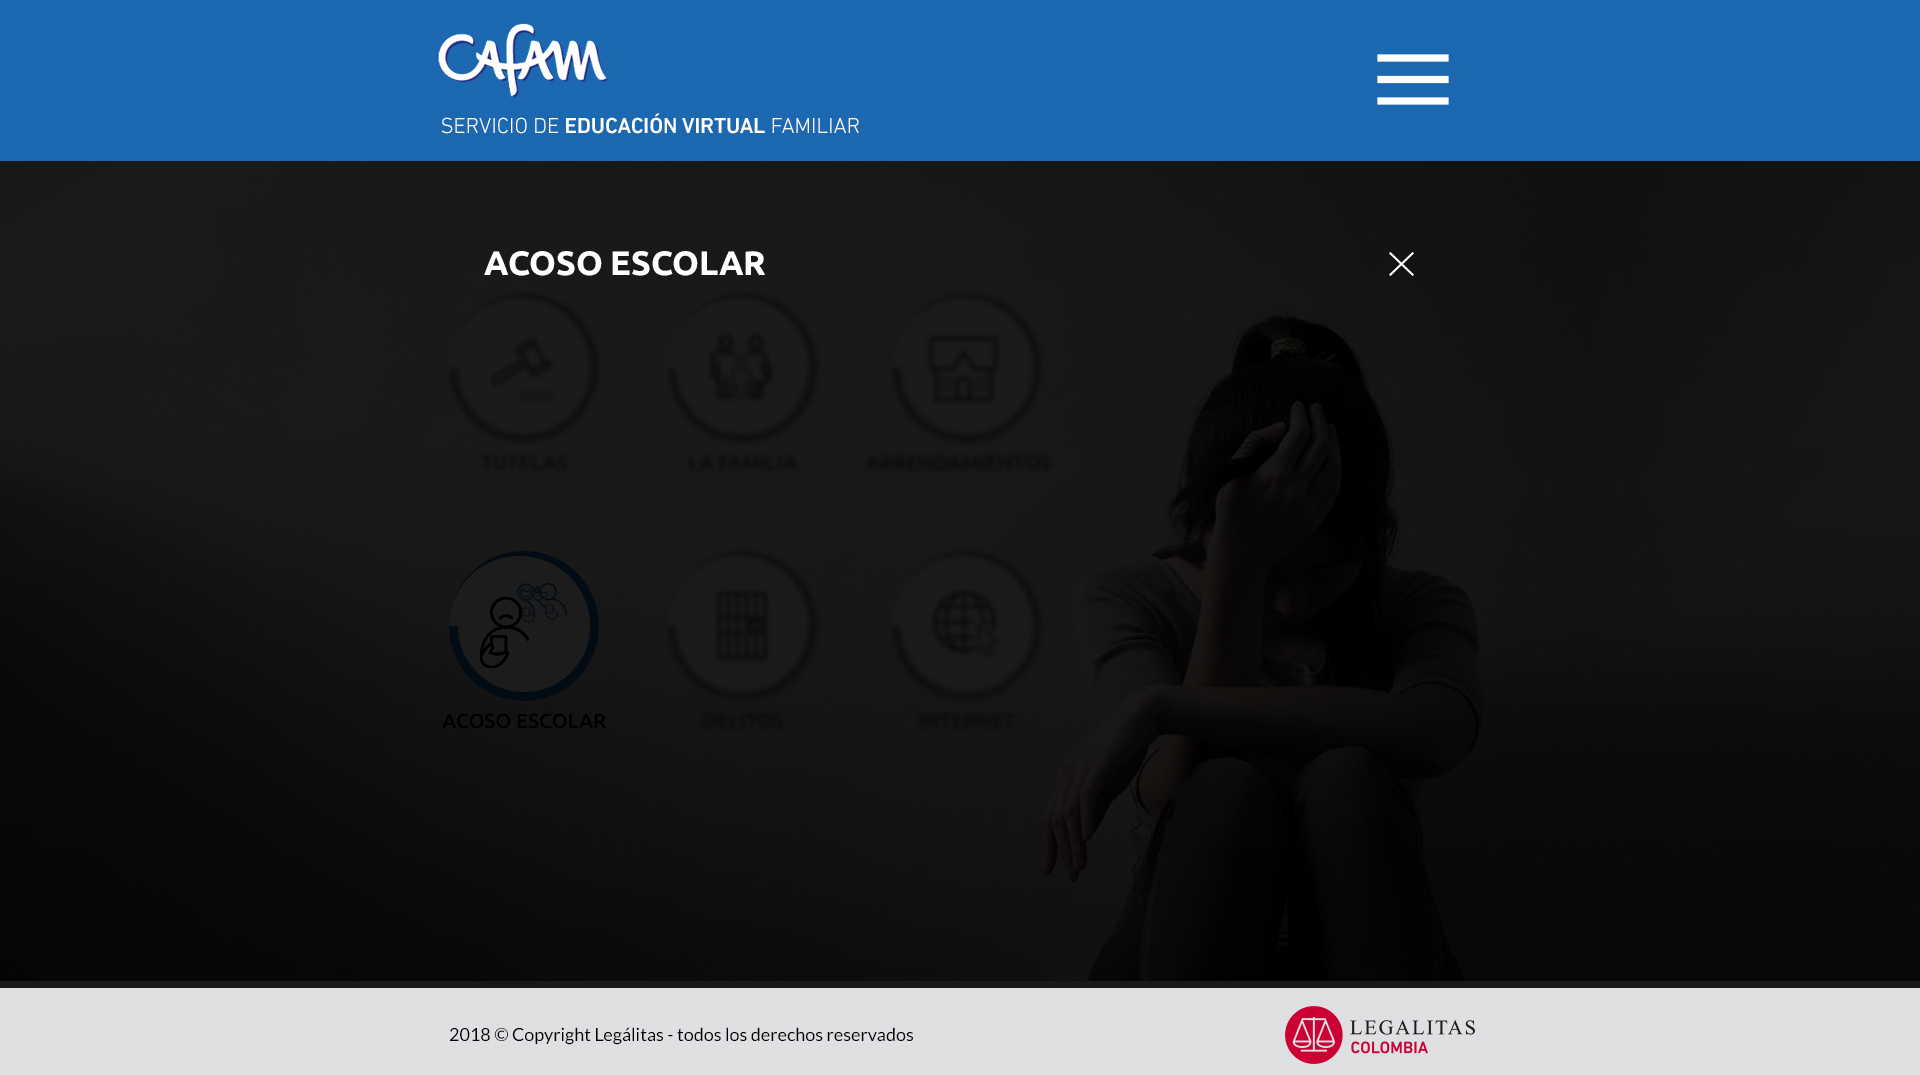 CAFAM
SERVICIO DE EDUCACIÓN VIRTUAL FAMILIAR
ACOSO ESCOLAR
TUTELAS
LA FAMILIA
ARRENDAMIENTOS
ACOSO ESCOLAR
DELITOS
INTERNET
2018 © Copyright Legálitas - todos los derechos reservados
LEGALITAS
COLOMBIA